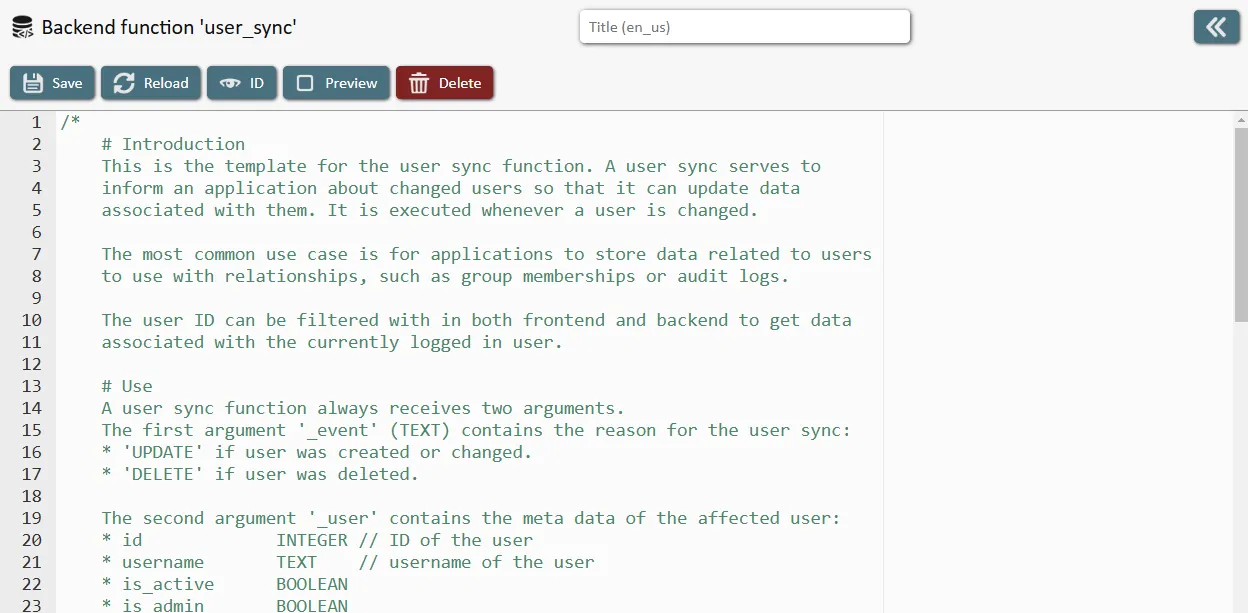 Backend function 'user_sync'
Title (en_us)
Save
Reload
ID
Preview
Delete
1 /*
2 # Introduction
3 This is the template for the user sync function. A user sync serves to
4 inform an application about changed users so that it can update data
5 associated with them. It is executed whenever a user is changed.
6
7 The most common use case is for applications to store data related to users
8 to use with relationships, such as group memberships or audit logs.
9
10 The user ID can be filtered with in both frontend and backend to get data
11 associated with the currently logged in user.
12
13 # Use
14 A user sync function always receives two arguments.
15 The first argument '_event' (TEXT) contains the reason for the user sync:
16 * 'UPDATE' if user was created or changed.
17 * 'DELETE' if user was deleted.
18
19 The second argument '_user' contains the meta data of the affected user:
20 * id INTEGER // ID of the user
21 * username TEXT // username of the user
22 * is_active BOOLEAN
23 * is_admin BOOLEAN